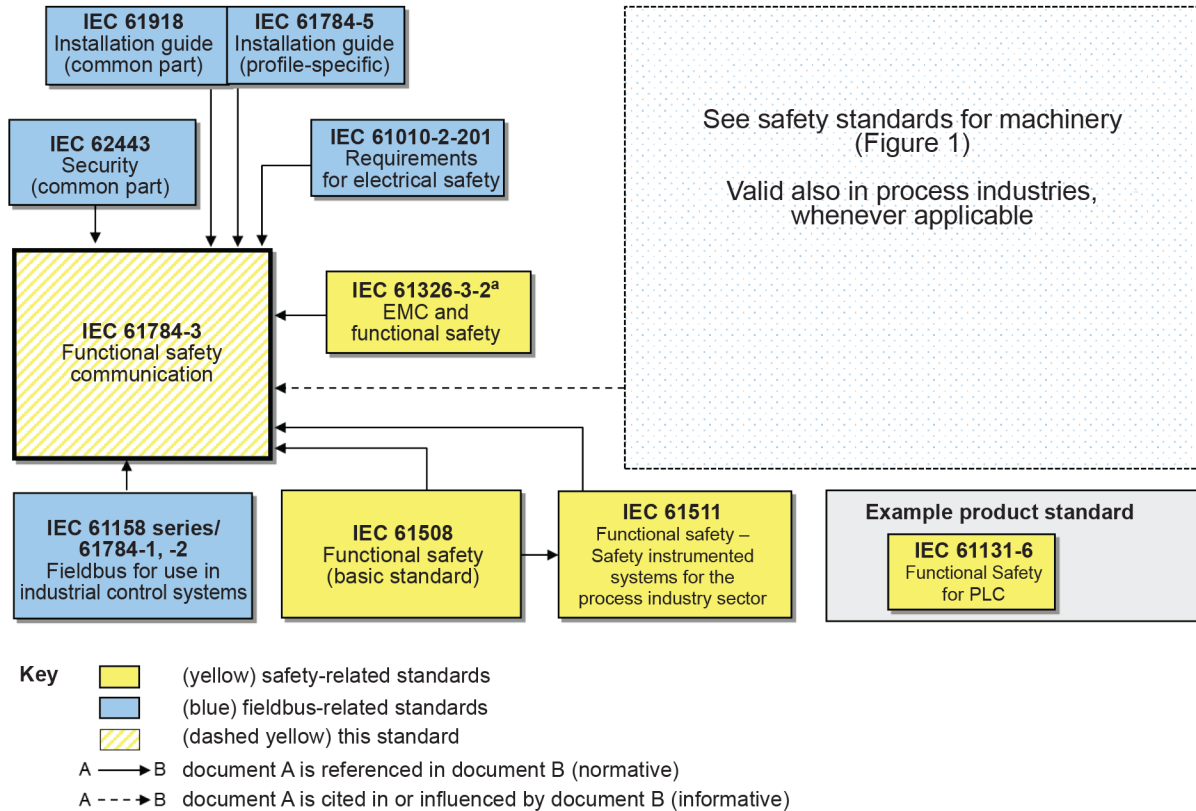 IEC 61918
Installation guide
(common part)
IEC 61784-5
Installation guide
(profile-specific)
See safety standards for machinery
(Figure 1)
Valid also in process industries,
whenever applicable
IEC 62443
Security
(common part)
IEC 61010-2-201
Requirements
for electrical safety
IEC 61326-3-2a
EMC and
functional safety
IEC 61784-3
Functional safety
communication
IEC 61158 series/
61784-1, -2
Fieldbus for use in
industrial control systems
IEC 61508
Functional safety
(basic standard)
IEC 61511
Functional safety –
Safety instrumented
systems for the
process industry sector
Example product standard
IEC 61131-6
Functional Safety
for PLC
Key
(yellow) safety-related standards
(blue) fieldbus-related standards
(dashed yellow) this standard
A B document A is referenced in document B (normative)
A B document A is cited in or influenced by document B (informative)